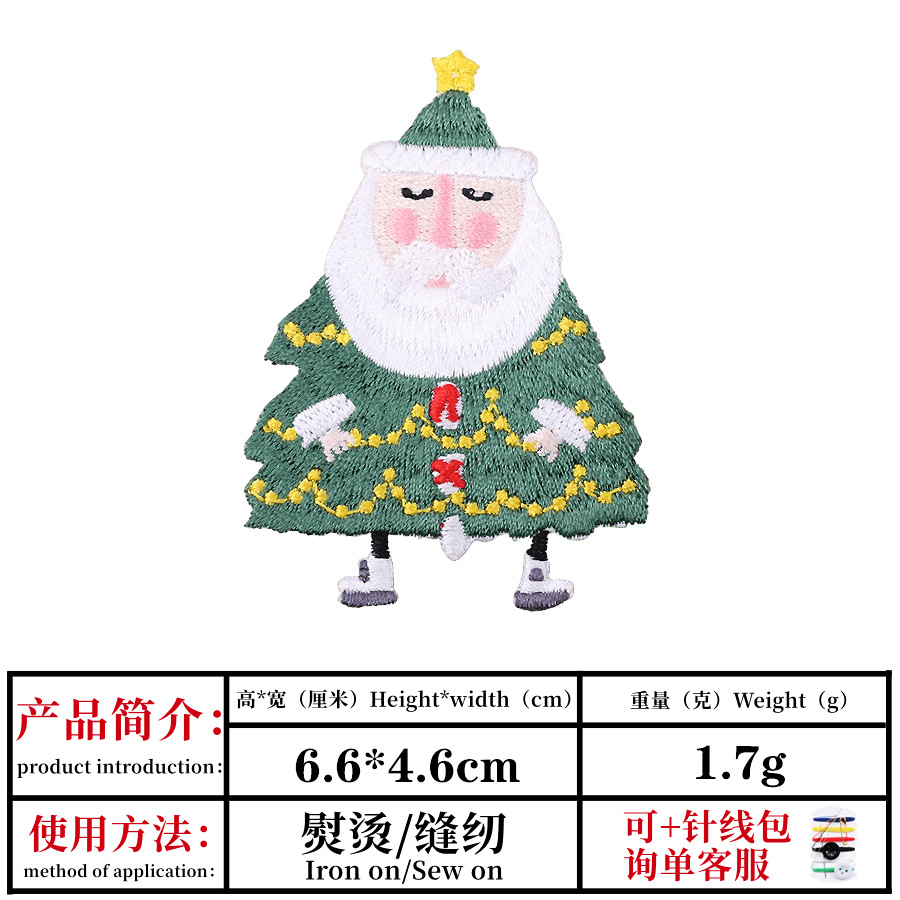 产品简介：
product introduction：
高*宽（厘米）Height*width（cm）
重量（克）Weight（g）
6.6*4.6cm
1.7g
使用方法：
method of application：
熨烫/缝纫
Iron on/Sew on
可+针线包
询单客服